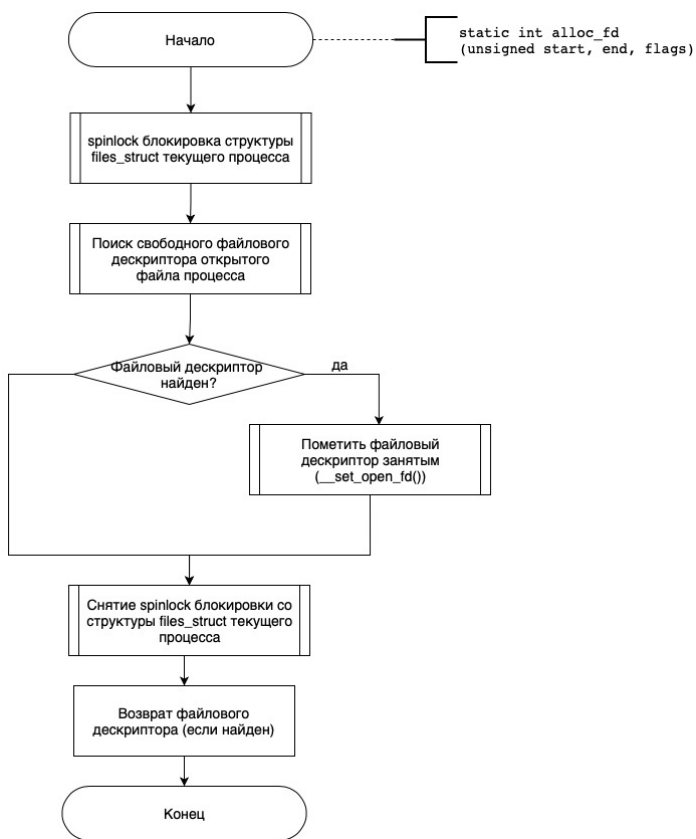 Начало
static int alloc_fd
(unsigned start, end, flags)
spinlock блокировка структуры
files_struct текущего процесса
Поиск свободного файлового
дескриптора открытого
файла процесса
Файловый дескриптор
найден?
да
Пометить файловый
дескриптор занятым
(__set_open_fd())
Снятие spinlock блокировки со
структуры files_struct текущего
процесса
Возврат файлового
дескриптора (если найден)
Конец